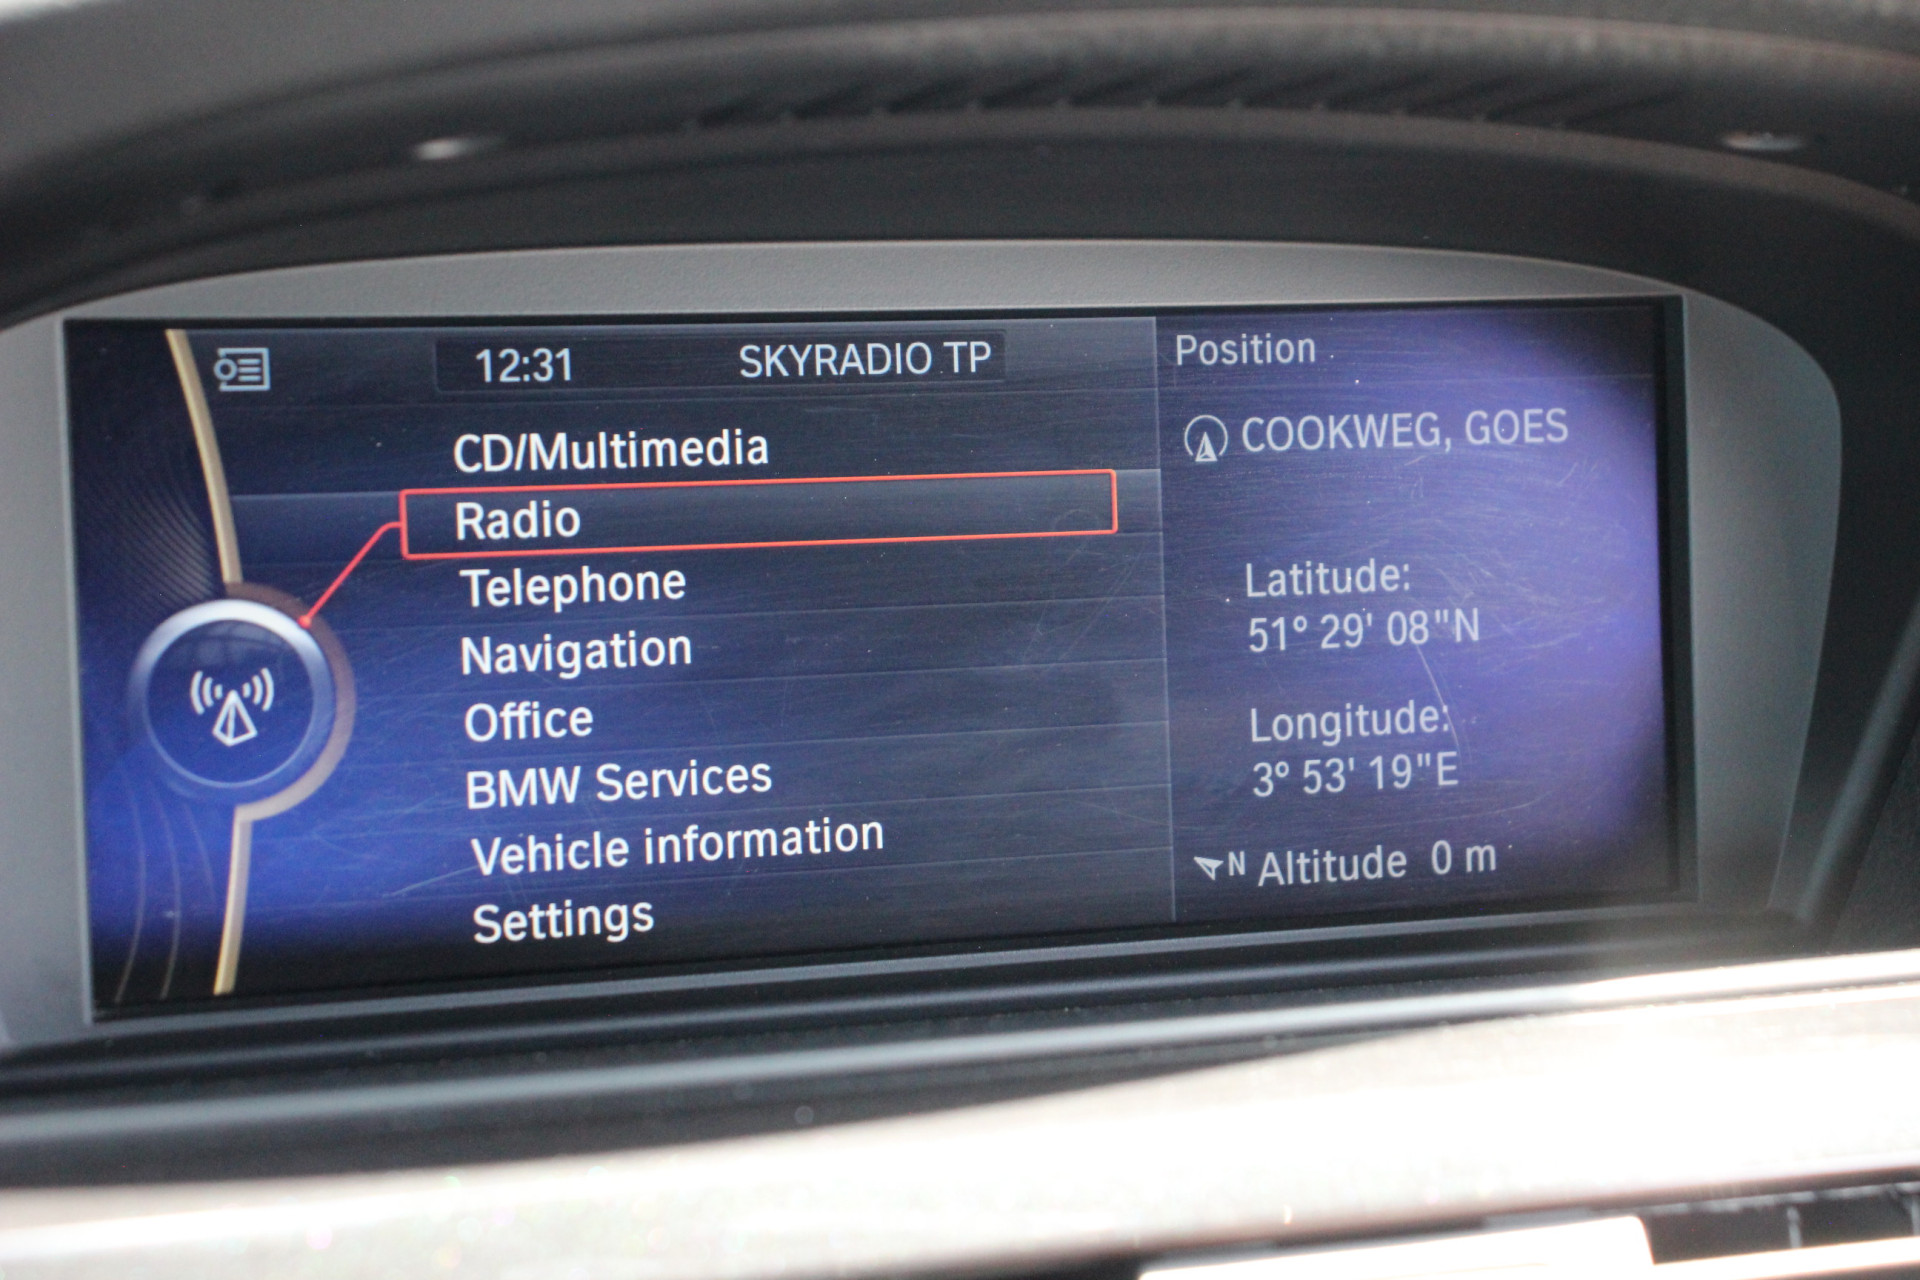 12:31 SKYRADIO TP
CD/Multimedia
Radio
Telephone
Navigation
Office
BMW Services
Vehicle information
Settings
Position
COOKWEG, GOES
Latitude:
51° 29' 08"N
Longitude:
3° 53' 19"E
N Altitude 0 m